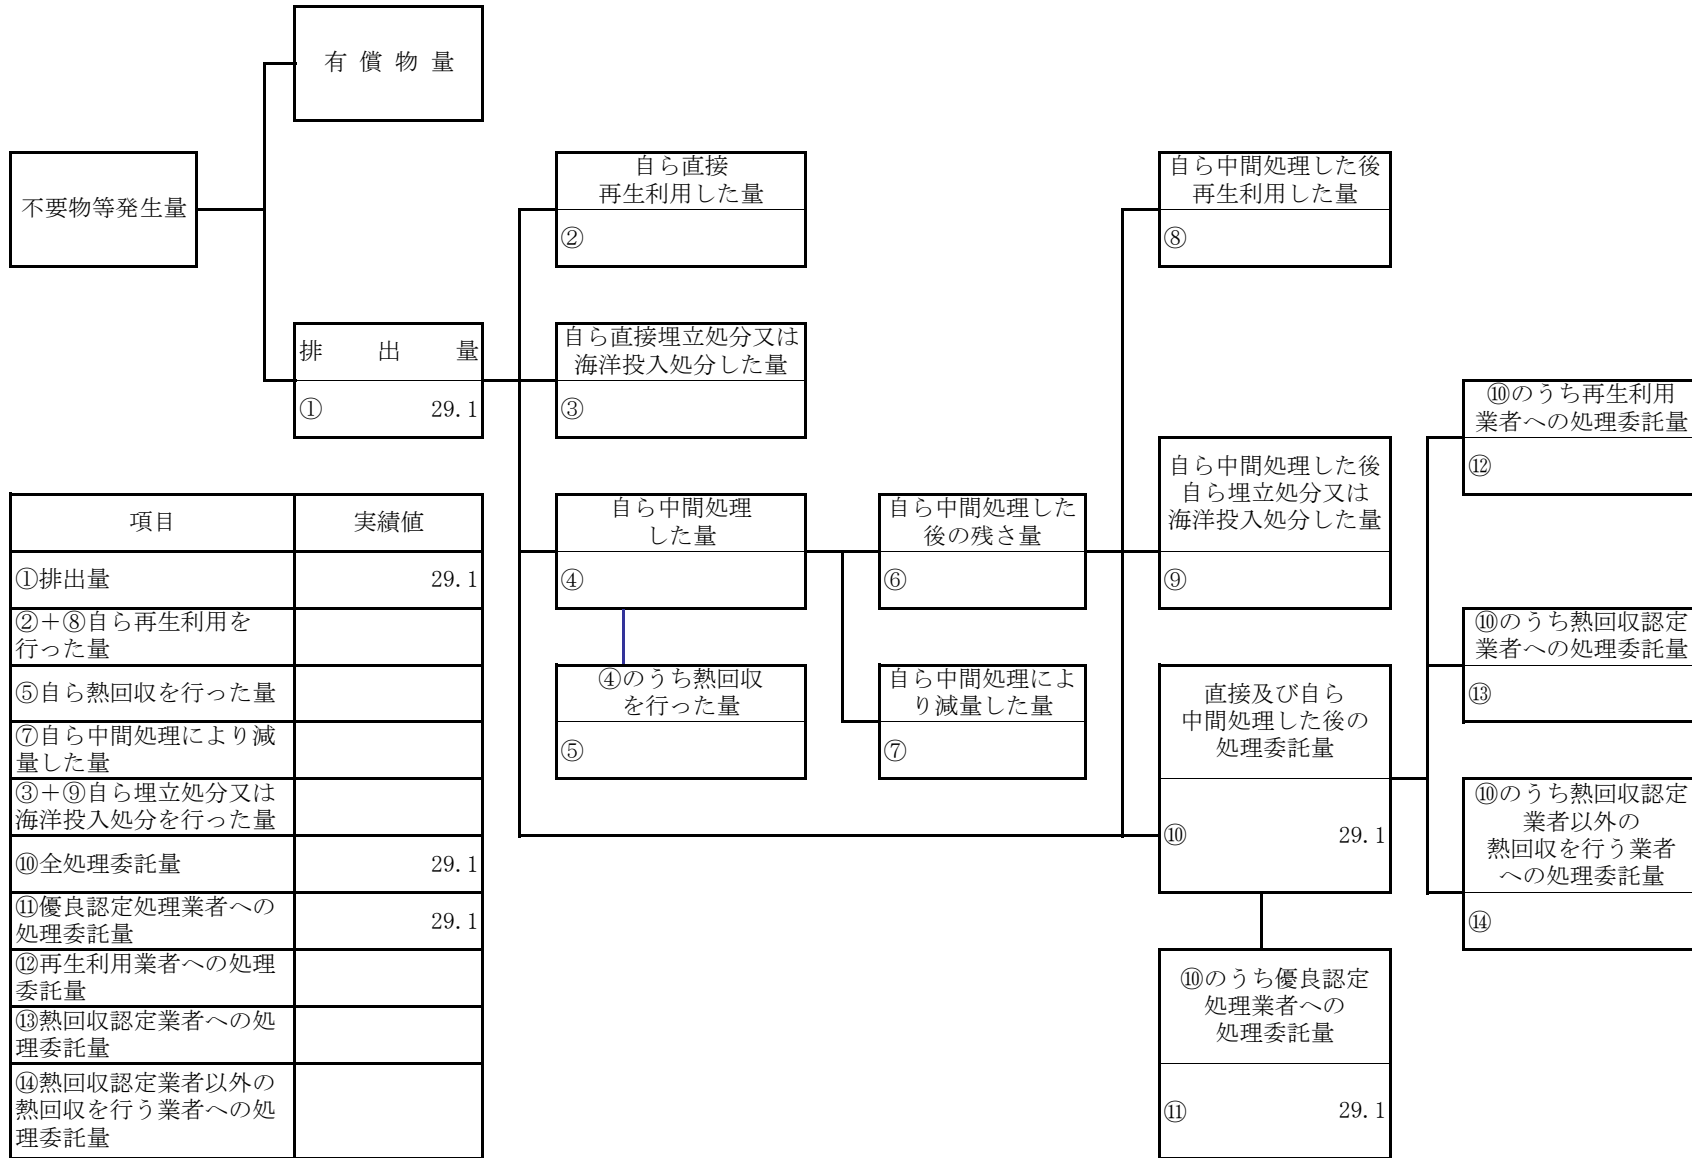 有償物量
不要物等発生量
排出量
① 29.1
自ら直接
再生利用した量
②
自ら直接埋立処分又は
海洋投入処分した量
③
自ら中間処理
した量
④
④のうち熱回収
を行った量
⑤
自ら中間処理した
後の残さ量
⑥
自ら中間処理によ
り減量した量
⑦
自ら中間処理した後
再生利用した量
⑧
自ら中間処理した後
自ら埋立処分又は
海洋投入処分した量
⑨
直接及び自ら
中間処理した後の
処理委託量
⑩ 29.1
⑩のうち優良認定
処理業者への
処理委託量
⑪ 29.1
⑩のうち再生利用
業者への処理委託量
⑫
⑩のうち熱回収認定
業者への処理委託量
⑬
⑩のうち熱回収認定
業者以外の
熱回収を行う業者
への処理委託量
⑭
項目 実績値
①排出量 29.1
②+⑧自ら再生利用を
行った量
⑤自ら熱回収を行った量
⑦自ら中間処理により減
量した量
③+⑨自ら埋立処分又は
海洋投入処分を行った量
⑩全処理委託量 29.1
⑪優良認定処理業者への
処理委託量 29.1
⑫再生利用業者への処理
委託量
⑬熱回収認定業者への処
理委託量
⑭熱回収認定業者以外の
熱回収を行う業者への処
理委託量